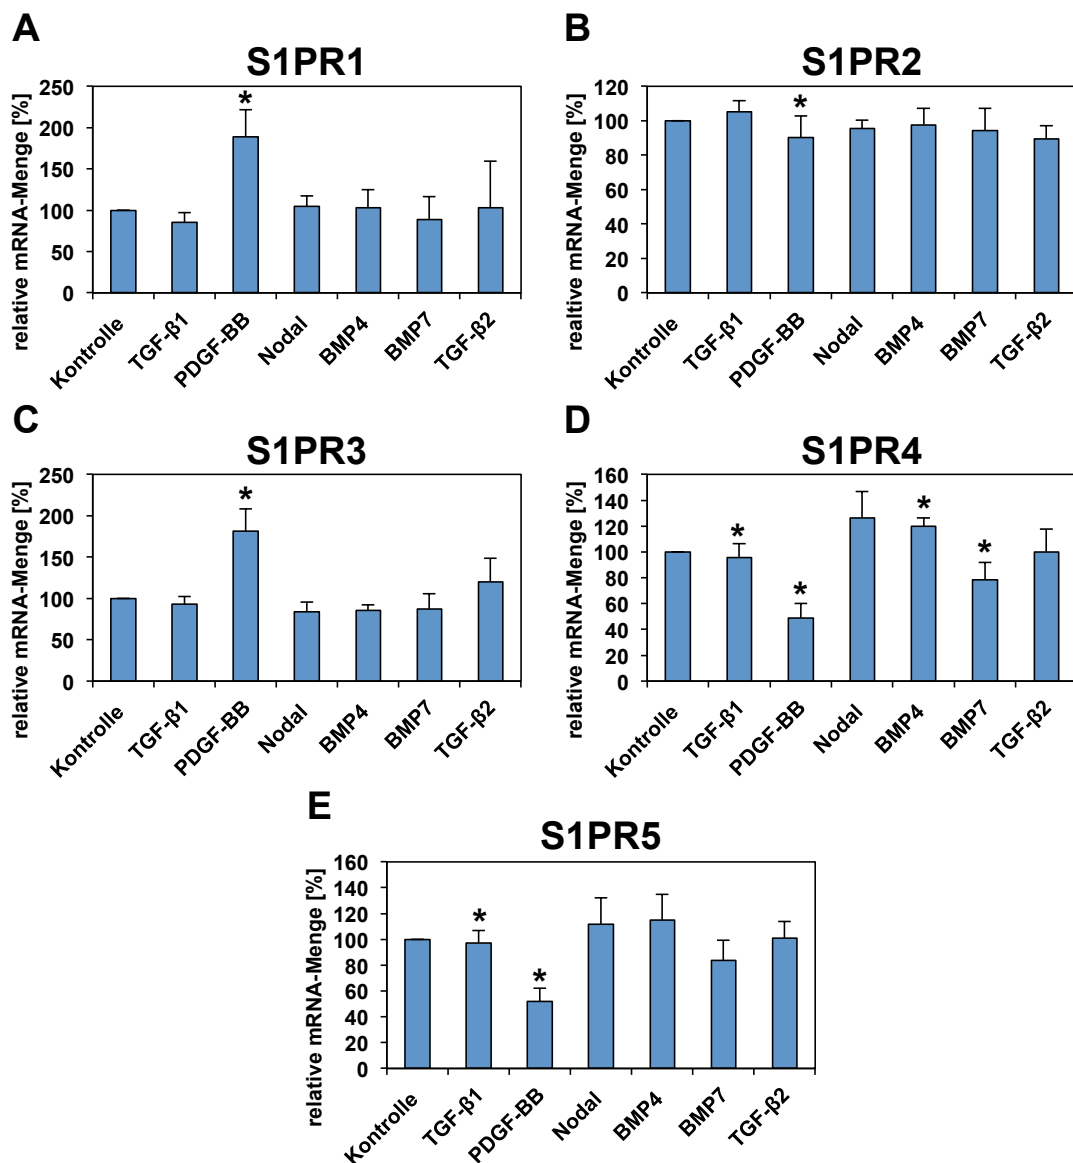 A
S1PR1
relative mRNA-Menge [%]
250
200
150
100
50
0
*
Kontrolle
TGF-β1
PDGF-BB
Nodal
BMP4
BMP7
TGF-β2
B
S1PR2
realtive mRNA-Menge [%]
120
100
80
60
40
20
0
*
Kontrolle
TGF-β1
PDGF-BB
Nodal
BMP4
BMP7
TGF-β2
C
S1PR3
relative mRNA-Menge [%]
250
200
150
100
50
0
*
Kontrolle
TGF-β1
PDGF-BB
Nodal
BMP4
BMP7
TGF-β2
D
S1PR4
relative mRNA-Menge [%]
160
140
120
100
80
60
40
20
0
*
*
*
*
Kontrolle
TGF-β1
PDGF-BB
Nodal
BMP4
BMP7
TGF-β2
E
S1PR5
relative mRNA-Menge [%]
160
140
120
100
80
60
40
20
0
*
*
Kontrolle
TGF-β1
PDGF-BB
Nodal
BMP4
BMP7
TGF-β2